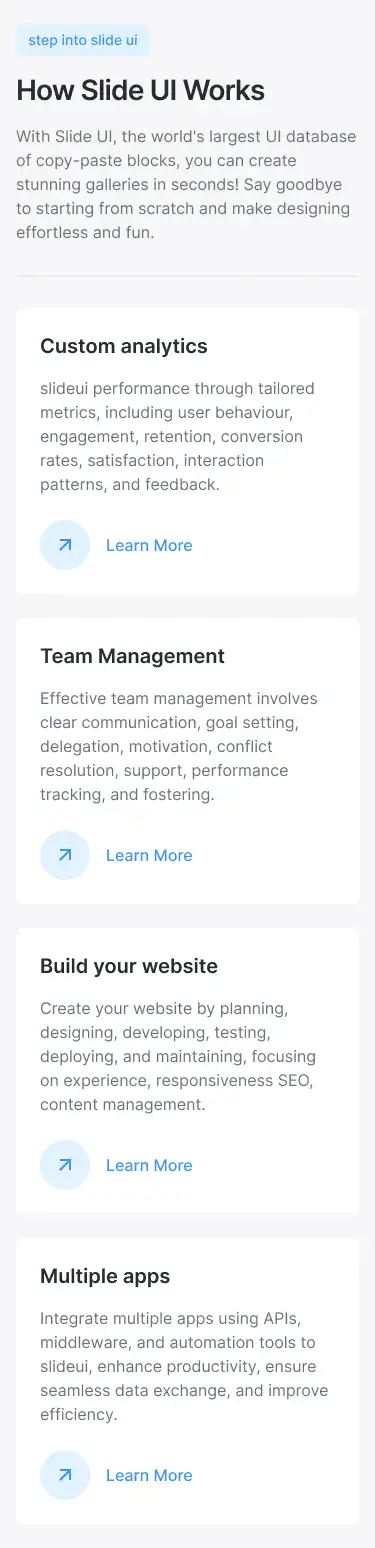 step into slide ui
How Slide UI Works
With Slide UI, the world's largest UI database
of copy-paste blocks, you can create
stunning galleries in seconds! Say goodbye
to starting from scratch and make designing
effortless and fun.
Custom analytics
slideui performance through tailored
metrics, including user behaviour,
engagement, retention, conversion
rates, satisfaction, interaction
patterns, and feedback.
Learn More
Team Management
Effective team management involves
clear communication, goal setting,
delegation, motivation, conflict
resolution, support, performance
tracking, and fostering.
Learn More
Build your website
Create your website by planning,
designing, developing, testing,
deploying, and maintaining, focusing
on experience, responsiveness SEO,
content management.
Learn More
Multiple apps
Integrate multiple apps using APIs,
middleware, and automation tools to
slideui, enhance productivity, ensure
seamless data exchange, and improve
efficiency.
Learn More